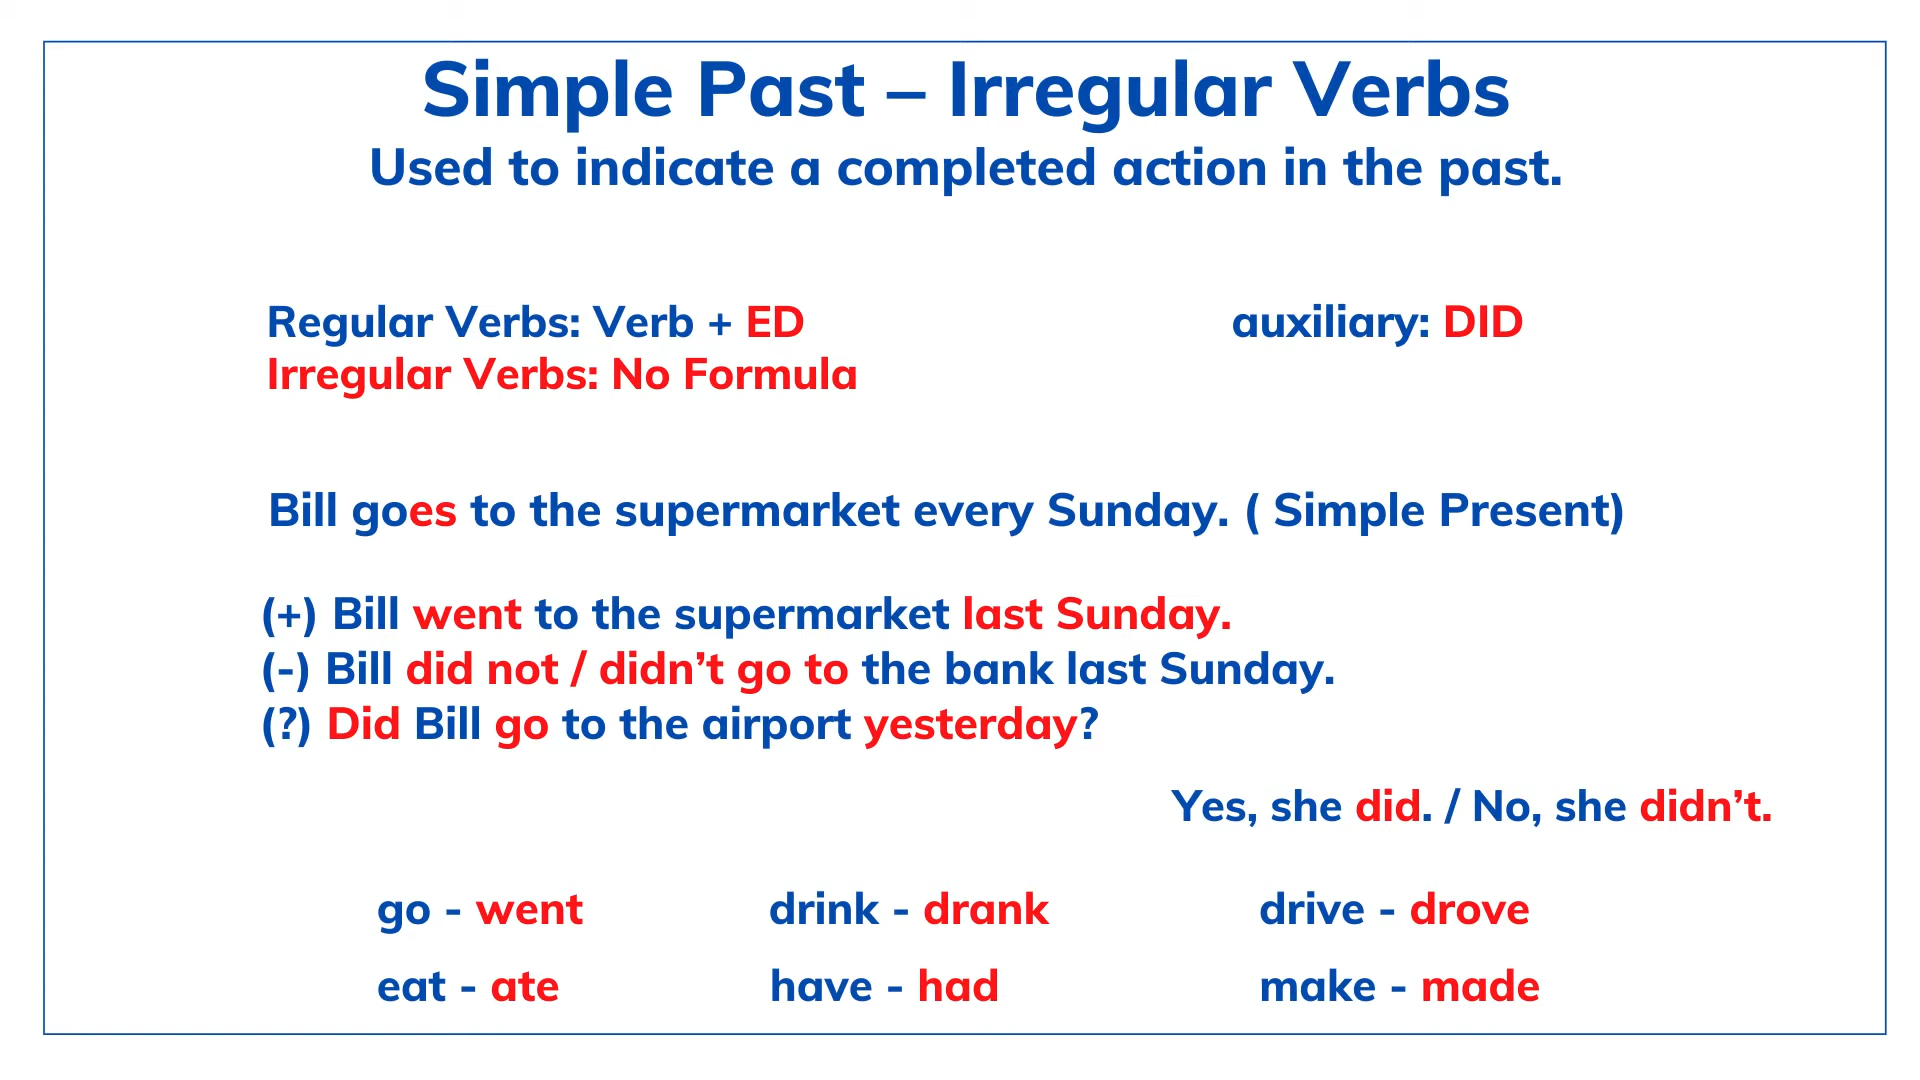 Simple Past – Irregular Verbs
Used to indicate a completed action in the past.
Regular Verbs: Verb + ED
auxiliary: DID
Irregular Verbs: No Formula
Bill goes to the supermarket every Sunday. ( Simple Present)
(+) Bill went to the supermarket last Sunday.
(-) Bill did not / didn’t go to the bank last Sunday.
(?) Did Bill go to the airport yesterday?
Yes, she did. / No, she didn’t.
go - went drink - drank drive - drove
eat - ate have - had make - made